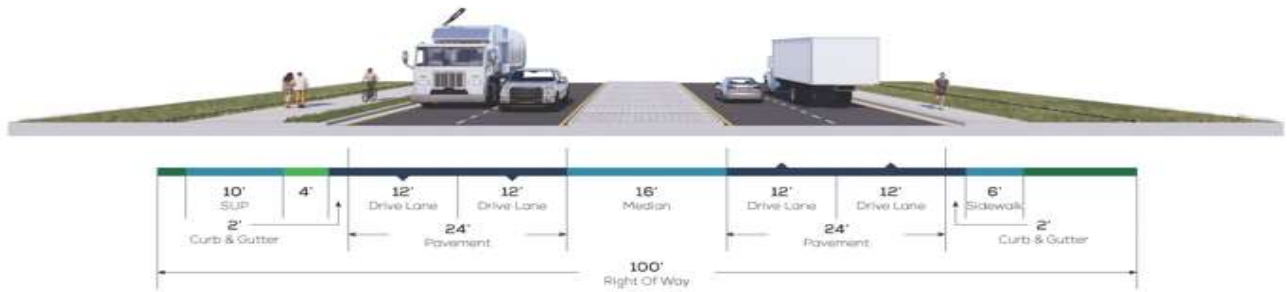 10' 4' 12' 12' 16' 12' 12' 6'
SUP Drive Lane Drive Lane Median Drive Lane Drive Lane Sidewalk
2' 24' 24' 2'
Curb & Gutter Pavement Pavement Curb & Gutter
100'
Right Of Way